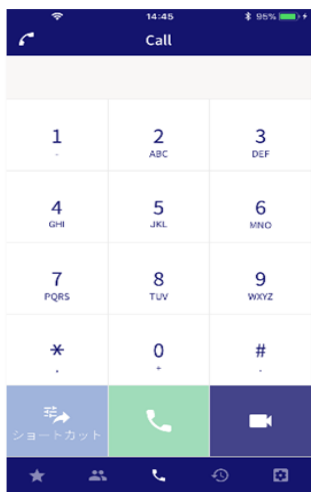 14:45 95%
Call
1 2 3
- ABC DEF
4 5 6
GHI JKL MNO
7 8 9
PQRS TUV WXYZ
* 0 #
. + .
ショートカット